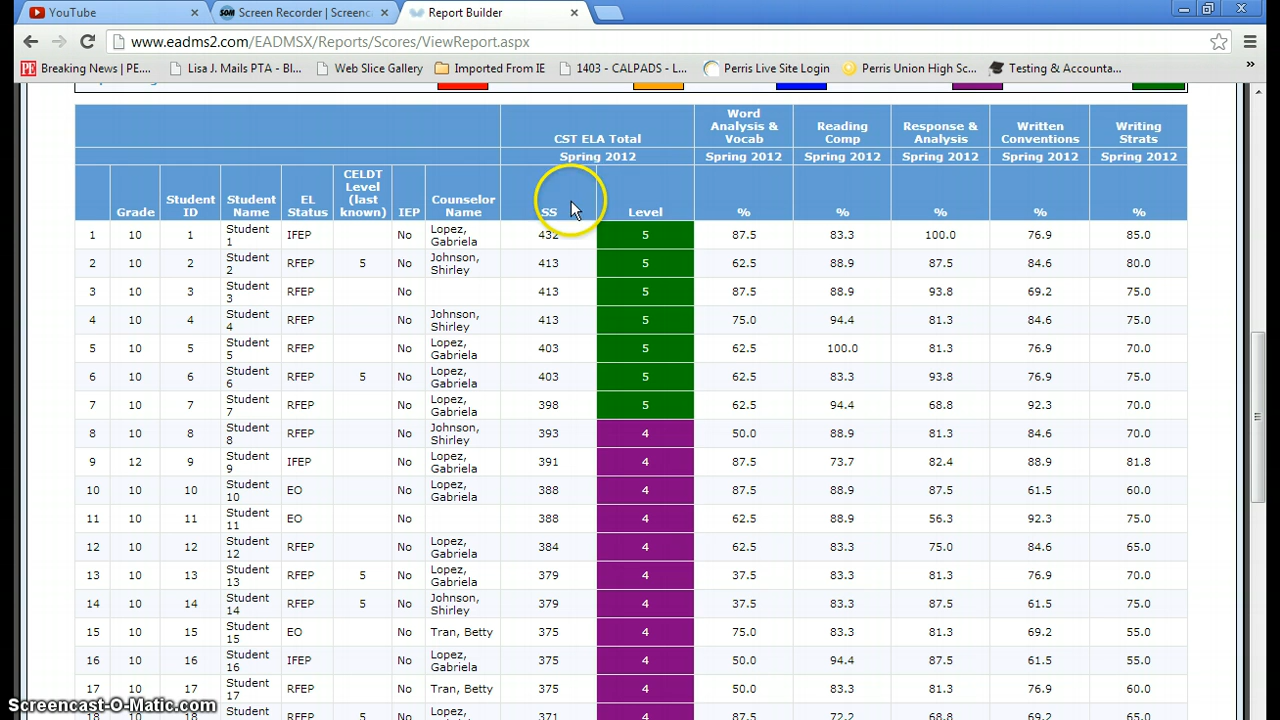 YouTube
SOM Screen Recorder | Screenc
Report Builder
www.eadms2.com/EADMSX/Reports/Scores/ViewReport.aspx
PE Breaking News | PE....
Lisa J. Mails PTA - Bl...
Web Slice Gallery
Imported From IE
1403 - CALPADS - L...
Perris Live Site Login
Perris Union High Sc...
Testing & Accounta...
»
CST ELA Total
Word Analysis & Vocab
Reading Comp
Response & Analysis
Written Conventions
Writing Strats
Spring 2012 Spring 2012 Spring 2012 Spring 2012 Spring 2012 Spring 2012
Grade Student ID Student Name EL Status CELDT Level (last known) IEP Counselor Name SS Level % % % % %
1 10 1 Student 1 IFEP No Lopez, Gabriela 432 5 87.5 83.3 100.0 76.9 85.0
2 10 2 Student 2 RFEP 5 No Johnson, Shirley 413 5 62.5 88.9 87.5 84.6 80.0
3 10 3 Student 3 RFEP No 413 5 87.5 88.9 93.8 69.2 75.0
4 10 4 Student 4 RFEP No Johnson, Shirley 413 5 75.0 94.4 81.3 84.6 75.0
5 10 5 Student 5 RFEP No Lopez, Gabriela 403 5 62.5 100.0 81.3 76.9 70.0
6 10 6 Student 6 RFEP 5 No Lopez, Gabriela 403 5 62.5 83.3 93.8 76.9 75.0
7 10 7 Student 7 RFEP No Lopez, Gabriela 398 5 62.5 94.4 68.8 92.3 70.0
8 10 8 Student 8 RFEP No Johnson, Shirley 393 4 50.0 88.9 81.3 84.6 70.0
9 12 9 Student 9 IFEP No Lopez, Gabriela 391 4 87.5 73.7 82.4 88.9 81.8
10 10 10 Student 10 EO No Lopez, Gabriela 388 4 87.5 88.9 87.5 61.5 60.0
11 10 11 Student 11 EO No 388 4 62.5 88.9 56.3 92.3 75.0
12 10 12 Student 12 RFEP No Lopez, Gabriela 384 4 62.5 83.3 75.0 84.6 65.0
13 10 13 Student 13 RFEP 5 No Lopez, Gabriela 379 4 37.5 83.3 81.3 76.9 70.0
14 10 14 Student 14 RFEP 5 No Johnson, Shirley 379 4 37.5 83.3 87.5 61.5 75.0
15 10 15 Student 15 EO No Tran, Betty 375 4 75.0 83.3 81.3 69.2 55.0
16 10 16 Student 16 IFEP No Lopez, Gabriela 375 4 50.0 94.4 87.5 61.5 55.0
17 10 17 Student 17 RFEP No Tran, Betty 375 4 50.0 83.3 81.3 76.9 60.0
18 10 18 Student RFEP 5 No Lopez, 371 4 87.5 72.2 68.8 69.2 65.0
Screencast-O-Matic.com